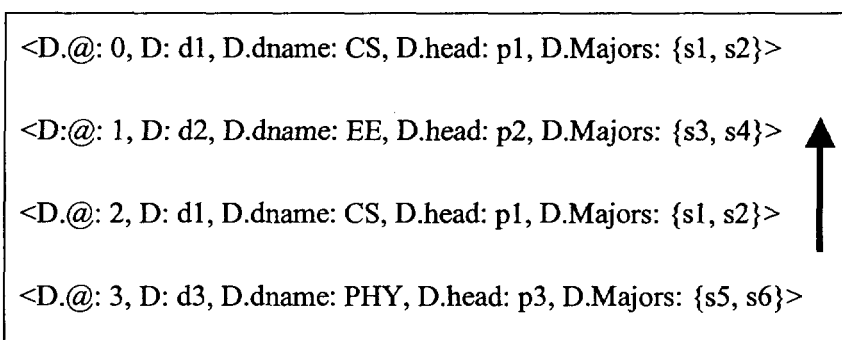 <D.@: 0, D: d1, D.dname: CS, D.head: p1, D.Majors: {s1, s2}>
<D:@: 1, D: d2, D.dname: EE, D.head: p2, D.Majors: {s3, s4}>
<D.@: 2, D: d1, D.dname: CS, D.head: p1, D.Majors: {s1, s2}>
<D.@: 3, D: d3, D.dname: PHY, D.head: p3, D.Majors: {s5, s6}>